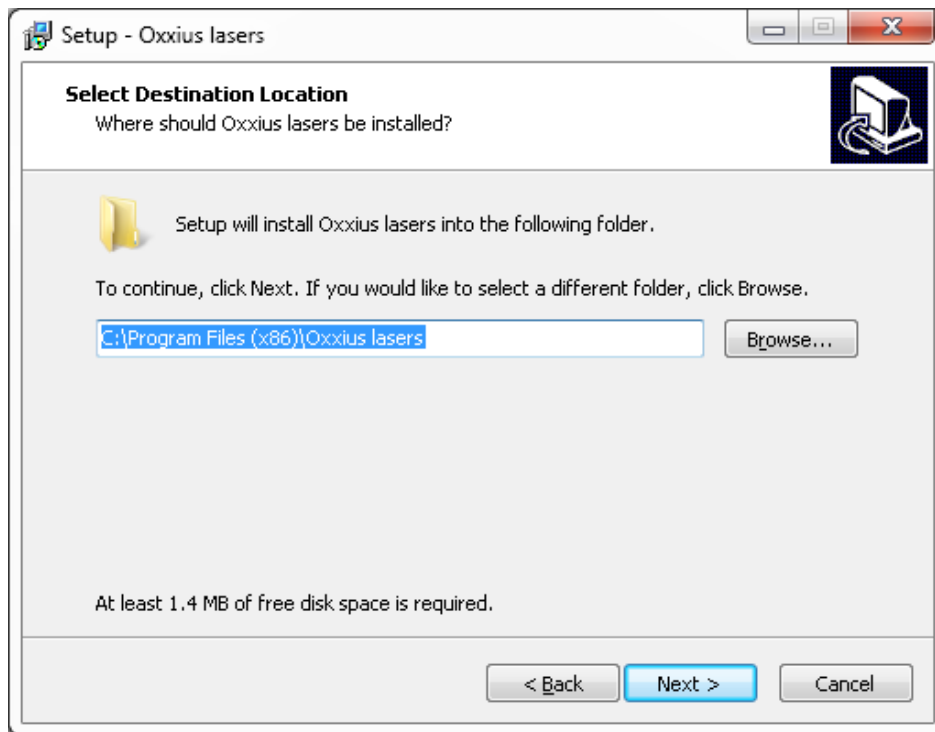 Setup - Oxxius lasers
Select Destination Location
Where should Oxxius lasers be installed?
Setup will install Oxxius lasers into the following folder.
To continue, click Next. If you would like to select a different folder, click Browse.
C:\Program Files (x86)\Oxxius lasers
Browse...
At least 1.4 MB of free disk space is required.
< Back
Next >
Cancel